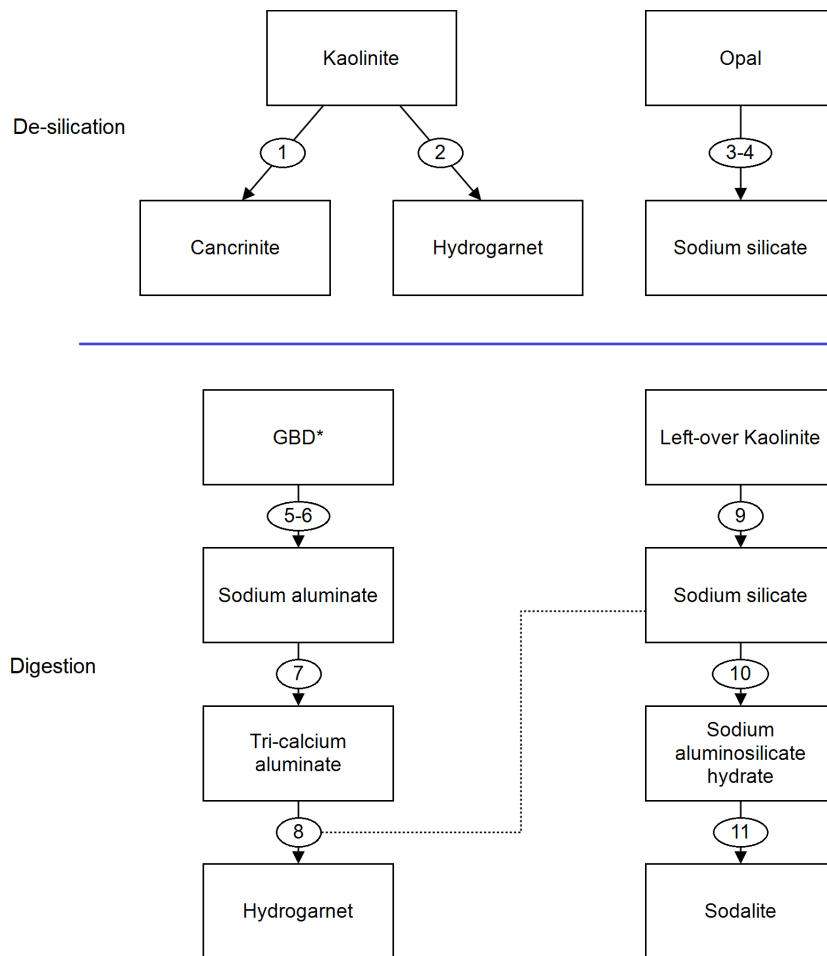 Kaolinite
Opal
De-silication
1
2
3-4
Cancrinite
Hydrogarnet
Sodium silicate
GBD*
Left-over Kaolinite
5-6
9
Sodium aluminate
Sodium silicate
Digestion
7
10
Tri-calcium
aluminate
Sodium
aluminosilicate
hydrate
8
11
Hydrogarnet
Sodalite